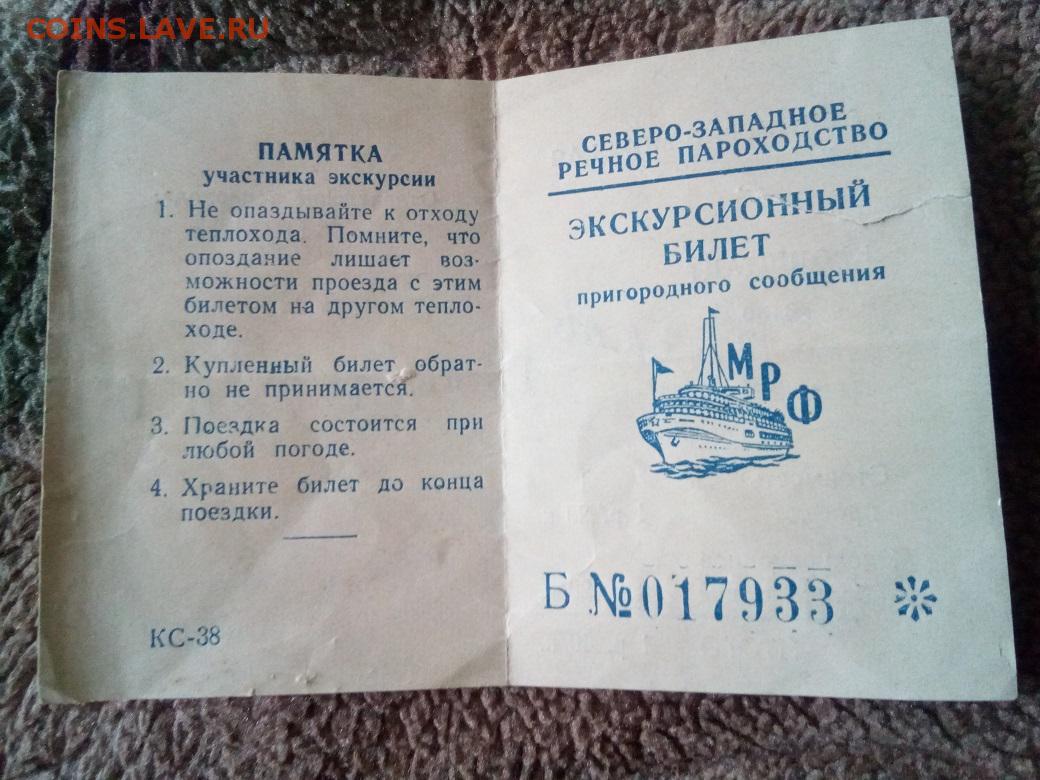 COINS.LAVE.RU
ПАМЯТКА
участника экскурсии
1. Не опаздывайте к отходу
теплохода. Помните, что
опоздание лишает воз-
можности проезда с этим
билетом на другом тепло-
ходе.
2. Купленный билет обрат-
но не принимается.
3. Поездка состоится при
любой погоде.
4. Храните билет до конца
поездки.
КС-38
СЕВЕРО-ЗАПАДНОЕ
РЕЧНОЕ ПАРОХОДСТВО
ЭКСКУРСИОННЫЙ
БИЛЕТ
пригородного сообщения
МРФ
Б №017933